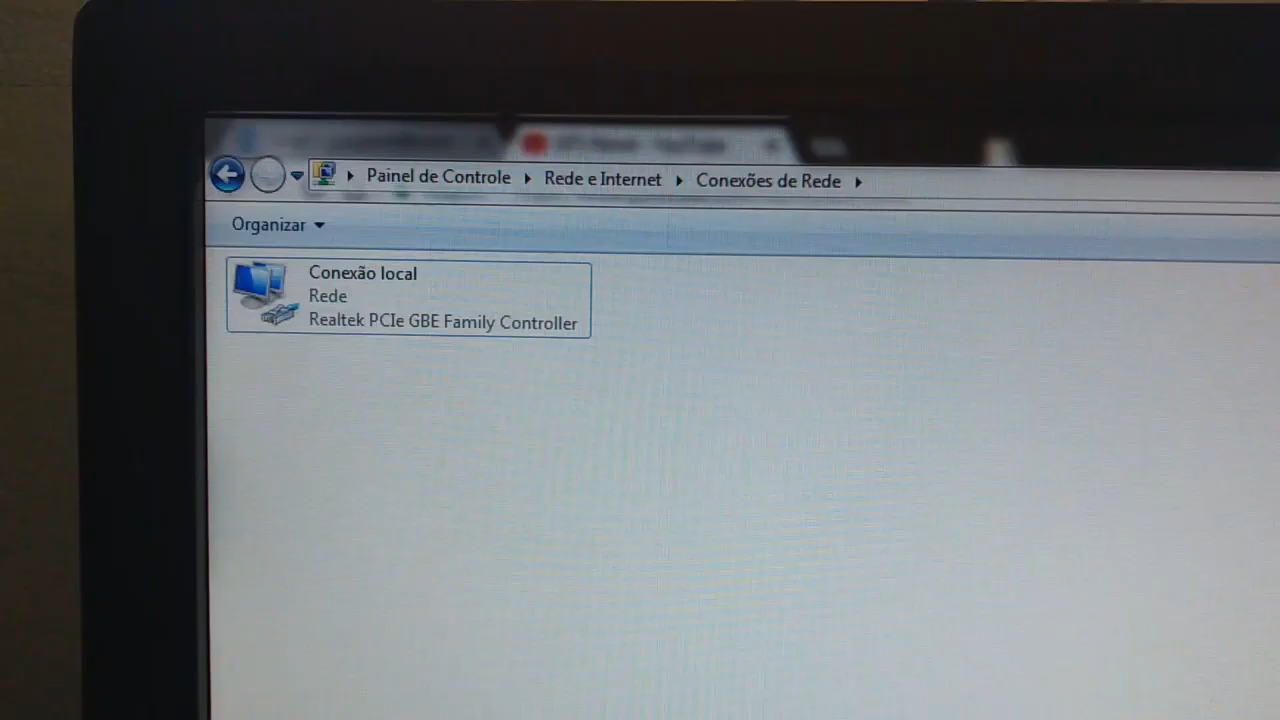 Painel de Controle Rede e Internet Conexões de Rede
Organizar
Conexão local
Rede
Realtek PCIe GBE Family Controller